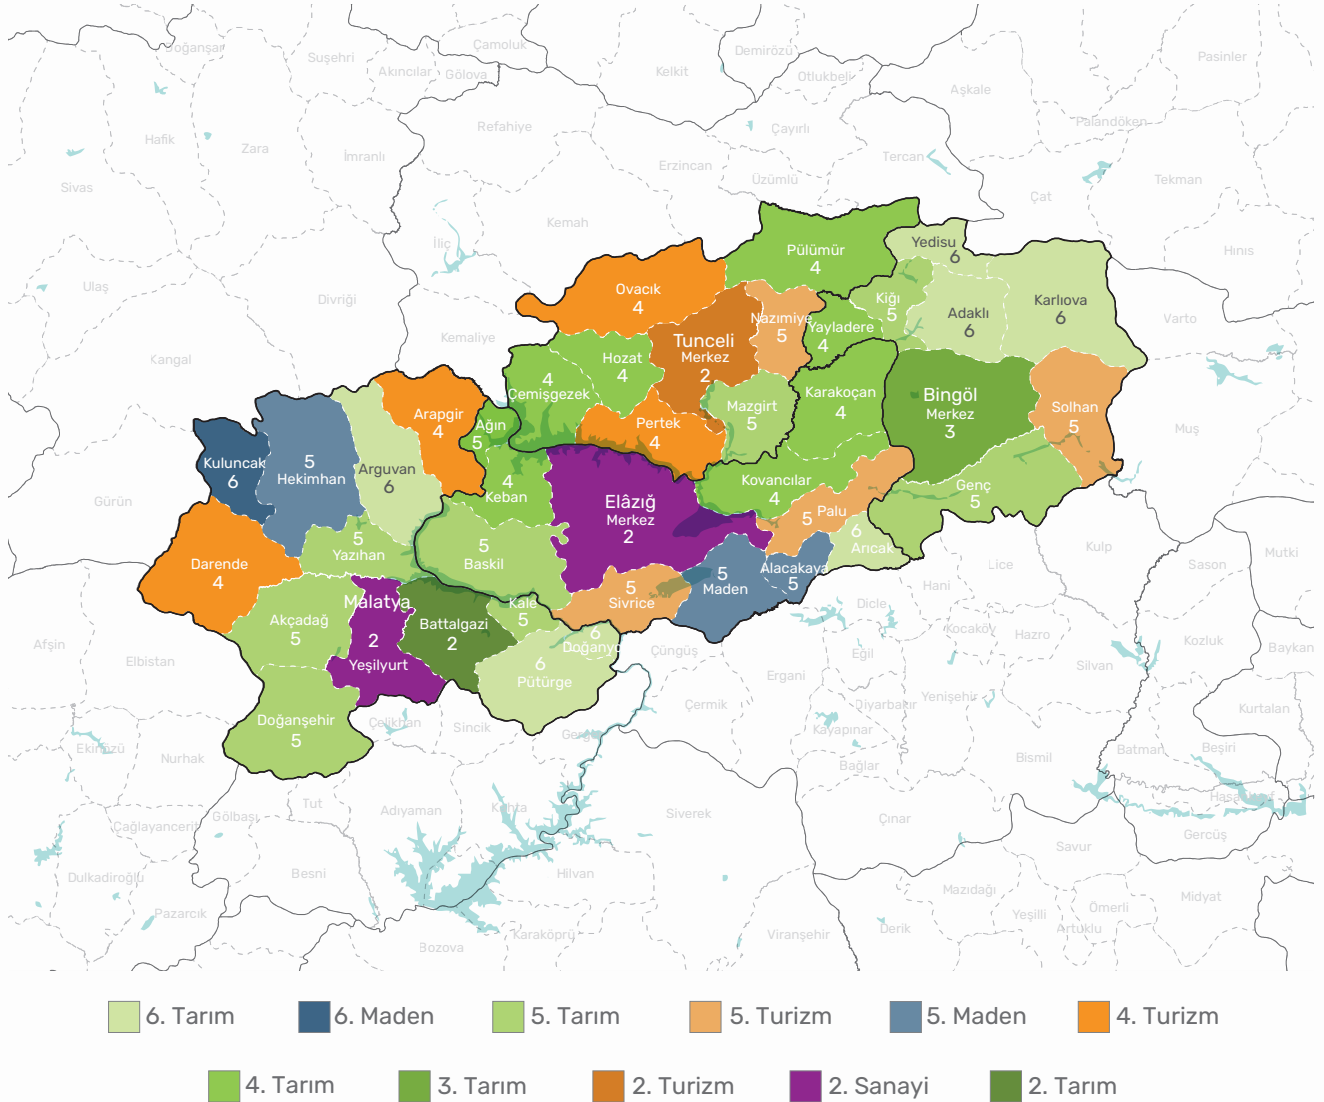 Doğanşar
Suşehri
Akıncılar
Gölova
Çamoluk
Kelkit
Demirözü
Otlukbeli
Aşkale
Pasinler
Hafik
Zara
İmranlı
Refahiye
Erzincan
Çayırlı
Üzümlü
Tercan
Palandöken
Tekman
Çat
Sivas
Kemah
İliç
Hınıs
Ulaş
Divriği
Kemaliye
Varto
Kangal
Muş
Gürün
Pülümür
4
Yedisu
6
Ovacık
4
Kiğı
5
Adaklı
6
Karlıova
6
Nazımiye
5
Yayladere
4
Tunceli
Merkez
2
Hozat
4
4
Çemişgezek
Karakoçan
4
Bingöl
Merkez
3
Solhan
5
Mazgirt
5
Pertek
4
Arapgir
4
Ağın
5
Kuluncak
6
5
Hekimhan
Arguvan
6
4
Keban
Elâzığ
Merkez
2
Kovancılar
4
Genç
5
5
Palu
6
Arıcak
5
Yazıhan
5
Baskil
Darende
4
5
Maden
Alacakaya
5
5
Sivrice
Malatya
2
Yeşilyurt
Battalgazi
2
Kale
5
Akçadağ
5
6
Doğanyo
6
Pütürge
Doğanşehir
5
Kulp
Lice
Hani
Mutki
Sason
Dicle
Kocaköy
Hazro
Kozluk
Baykan
Afşin
Elbistan
Çüngüş
Eğil
Silvan
Ergani
Çermik
Diyarbakır
Yenişehir
Kurtalan
Kayapınar
Bağlar
Bismil
Batman
Beşiri
Ekinözü
Nurhak
Çelikhan
Sincik
Gerger
Tut
Gölbaşı
Adıyaman
Kahta
Siverek
Çınar
Hasankeyf
Gercüş
Çağlayancerit
Savur
Dulkadiroğlu
Besni
Hilvan
Mazıdağı
Midyat
Pazarcık
Bozova
Karaköprü
Viranşehir
Derik
Yeşilli
Ömerli
Artuklu
6. Tarım
6. Maden
5. Tarım
5. Turizm
5. Maden
4. Turizm
4. Tarım
3. Tarım
2. Turizm
2. Sanayi
2. Tarım